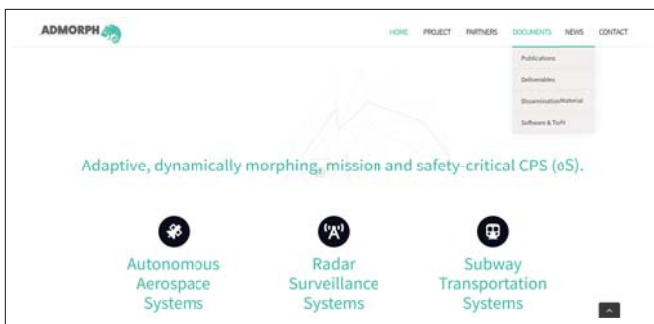 ADMORPH
HOME PROJECT PARTNERS DOCUMENTS NEWS CONTACT
Publications
Deliverables
Dissemination Material
Software & Tools
Adaptive, dynamically morphing, mission and safety-critical CPS (oS).
Autonomous
Aerospace
Systems
Radar
Surveillance
Systems
Subway
Transportation
Systems